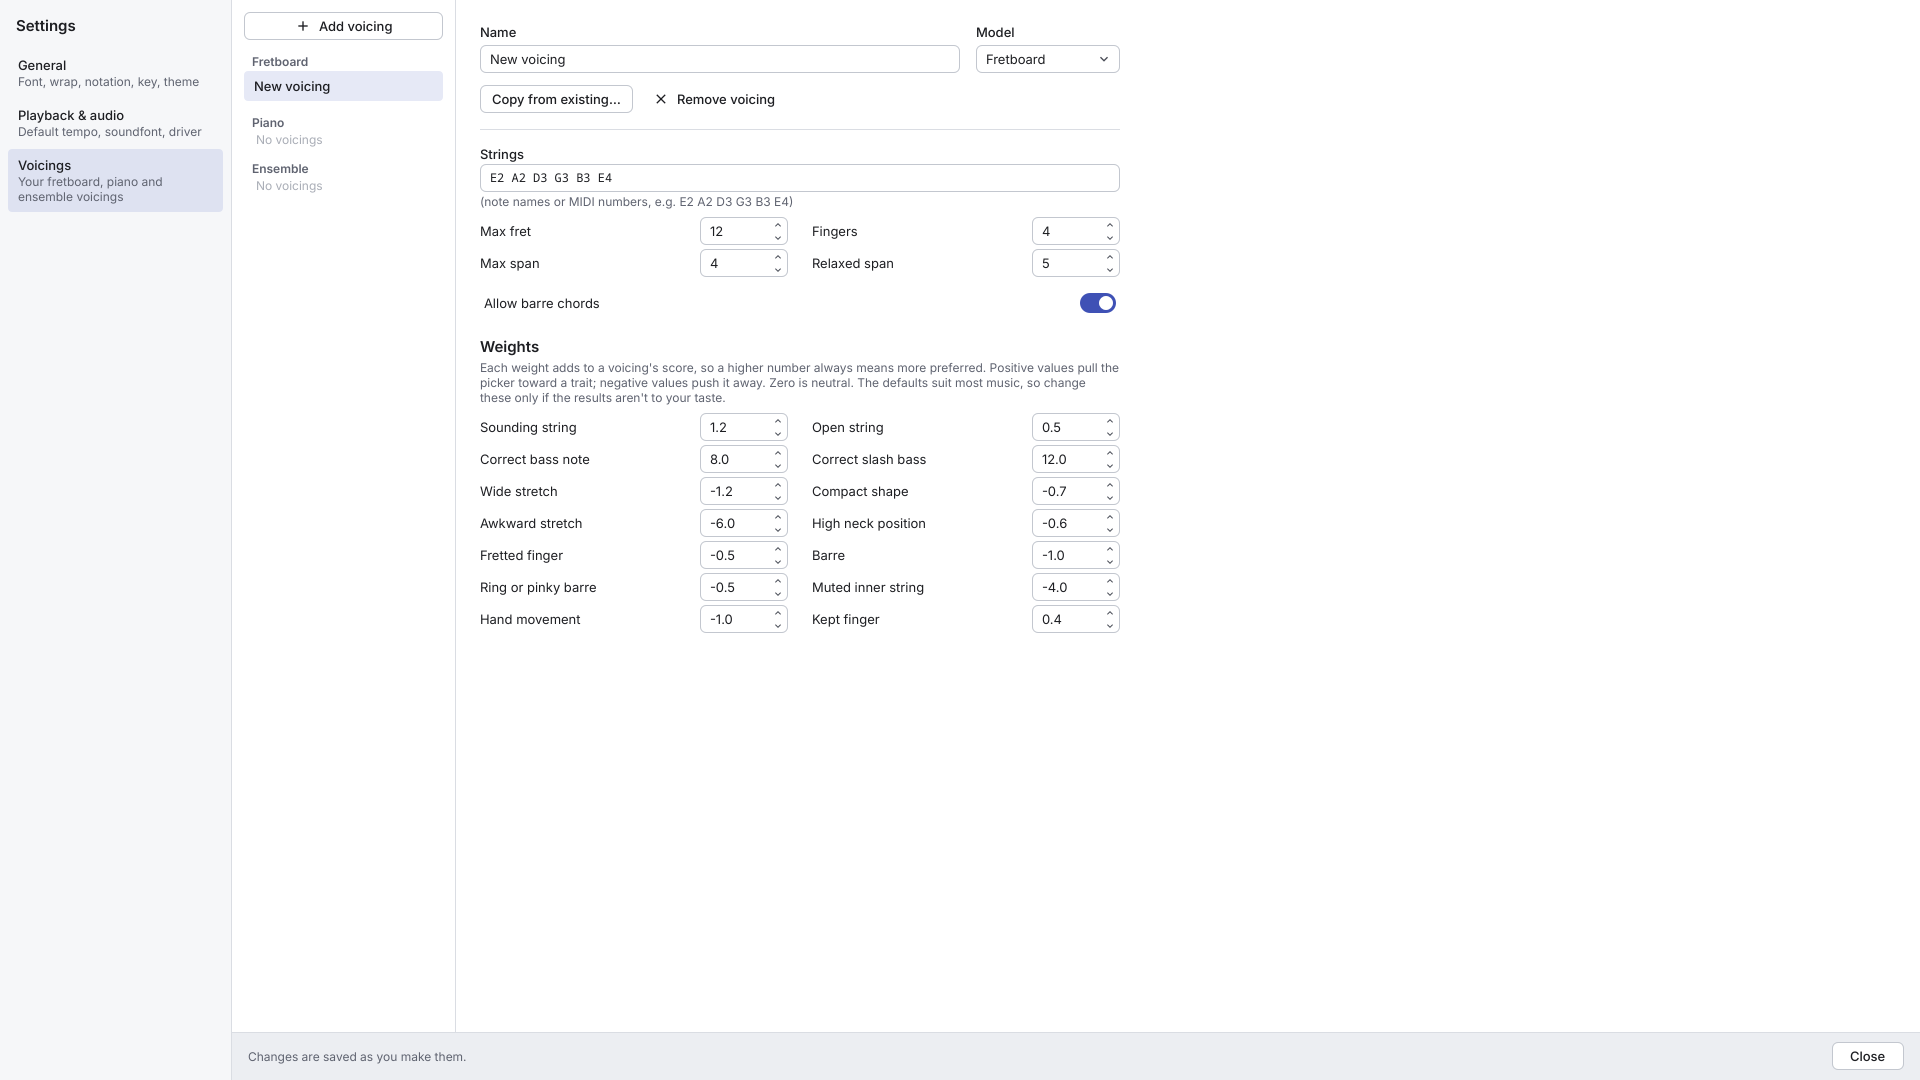 Settings
General
Font, wrap, notation, key, theme
Playback & audio
Default tempo, soundfont, driver
Voicings
Your fretboard, piano and
ensemble voicings
Add voicing
Fretboard
New voicing
Piano
No voicings
Ensemble
No voicings
Name
Model
New voicing
Fretboard
Copy from existing...
Remove voicing
Strings
E2 A2 D3 G3 B3 E4
(note names or MIDI numbers, e.g. E2 A2 D3 G3 B3 E4)
Max fret 12 Fingers 4
Max span 4 Relaxed span 5
Allow barre chords
Weights
Each weight adds to a voicing's score, so a higher number always means more preferred. Positive values pull the
picker toward a trait; negative values push it away. Zero is neutral. The defaults suit most music, so change
these only if the results aren't to your taste.
Sounding string 1.2 Open string 0.5
Correct bass note 8.0 Correct slash bass 12.0
Wide stretch -1.2 Compact shape -0.7
Awkward stretch -6.0 High neck position -0.6
Fretted finger -0.5 Barre -1.0
Ring or pinky barre -0.5 Muted inner string -4.0
Hand movement -1.0 Kept finger 0.4
Changes are saved as you make them.
Close